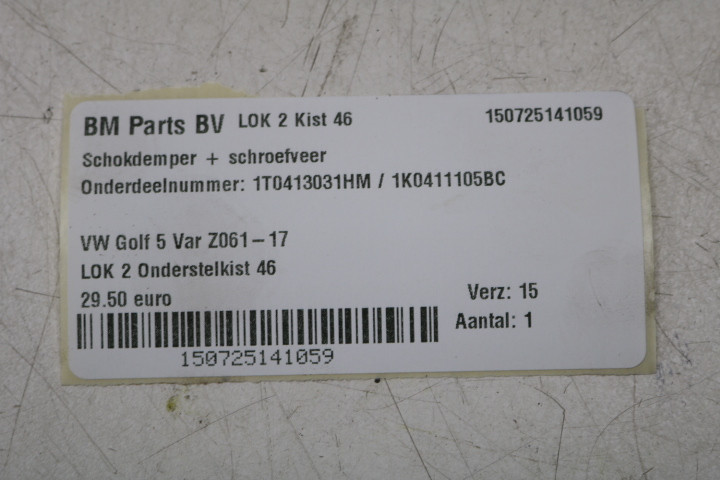 BM Parts BV LOK 2 Kist 46 150725141059
Schokdemper + schroefveer
Onderdeelnummer: 1T0413031HM / 1K0411105BC
VW Golf 5 Var Z061-17
LOK 2 Onderstelkist 46
29.50 euro Verz: 15
Aantal: 1
150725141059